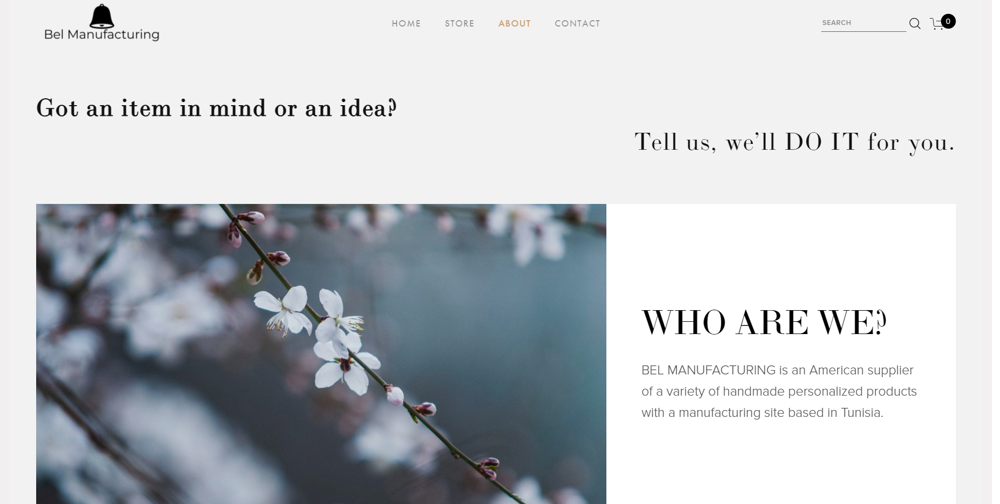 Bel Manufacturing
HOME STORE ABOUT CONTACT
SEARCH
0
Got an item in mind or an idea?
Tell us, we’ll DO IT for you.
WHO ARE WE?
BEL MANUFACTURING is an American supplier
of a variety of handmade personalized products
with a manufacturing site based in Tunisia.